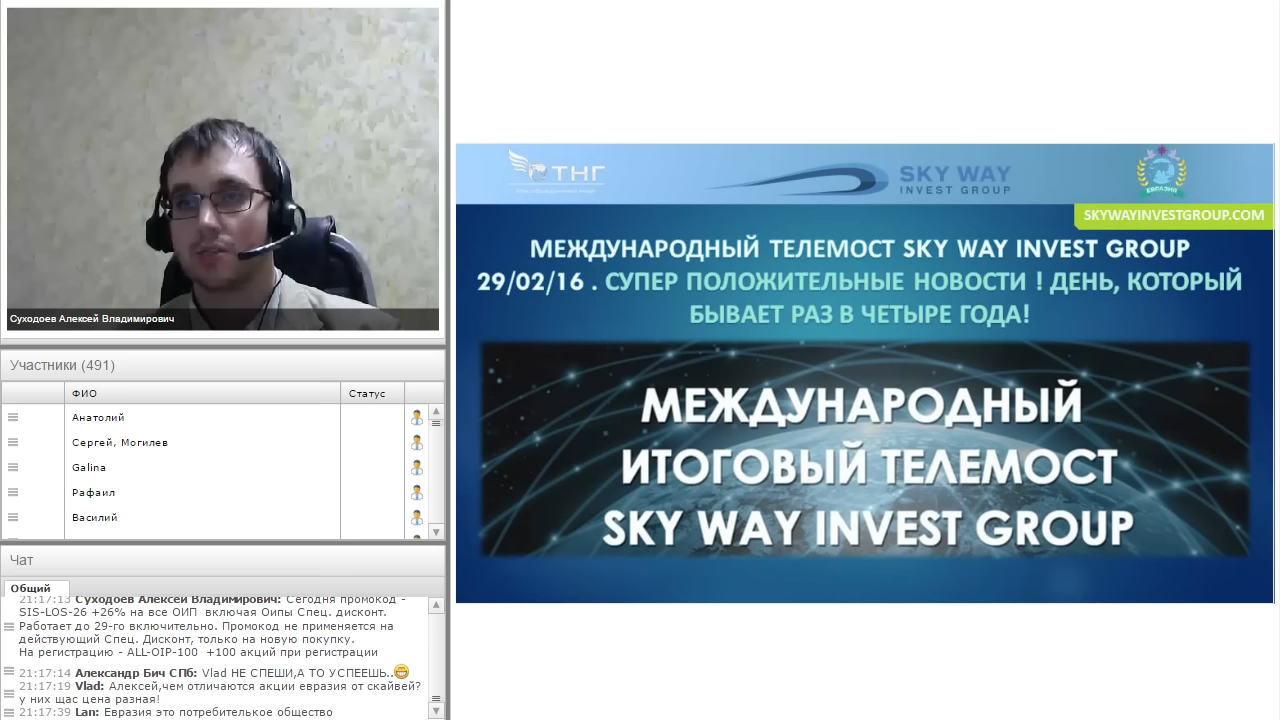 Суходоев Алексей Владимирович
Участники (491)
ФИО
Статус
Анатолий
Сергей, Могилев
Galina
Рафаил
Василий
Чат
Общий
21:17:13 Суходоев Алексей Владимирович: Сегодня промокод -
SIS-LOS-26 +26% на все ОИП включая Оипы Спец. дисконт.
Работает до 29-го включительно. Промокод не применяется на
действующий Спец. Дисконт, только на новую покупку.
На регистрацию - ALL-OIP-100 +100 акций при регистрации
21:17:14 Александр Бич СПб: Vlad НЕ СПЕШИ,А ТО УСПЕЕШЬ..
21:17:19 Vlad: Алексей,чем отличаются акции евразия от скайвей?
у них щас цена разная!
21:17:39 Lan: Евразия это потребителькое общество
ТНГ
SKY WAY
INVEST GROUP
ЕВРАЗИЯ
SKYWAYINVESTGROUP.COM
МЕЖДУНАРОДНЫЙ ТЕЛЕМОСТ SKY WAY INVEST GROUP
29/02/16 . СУПЕР ПОЛОЖИТЕЛЬНЫЕ НОВОСТИ ! ДЕНЬ, КОТОРЫЙ
БЫВАЕТ РАЗ В ЧЕТЫРЕ ГОДА!
МЕЖДУНАРОДНЫЙ
ИТОГОВЫЙ ТЕЛЕМОСТ
SKY WAY INVEST GROUP